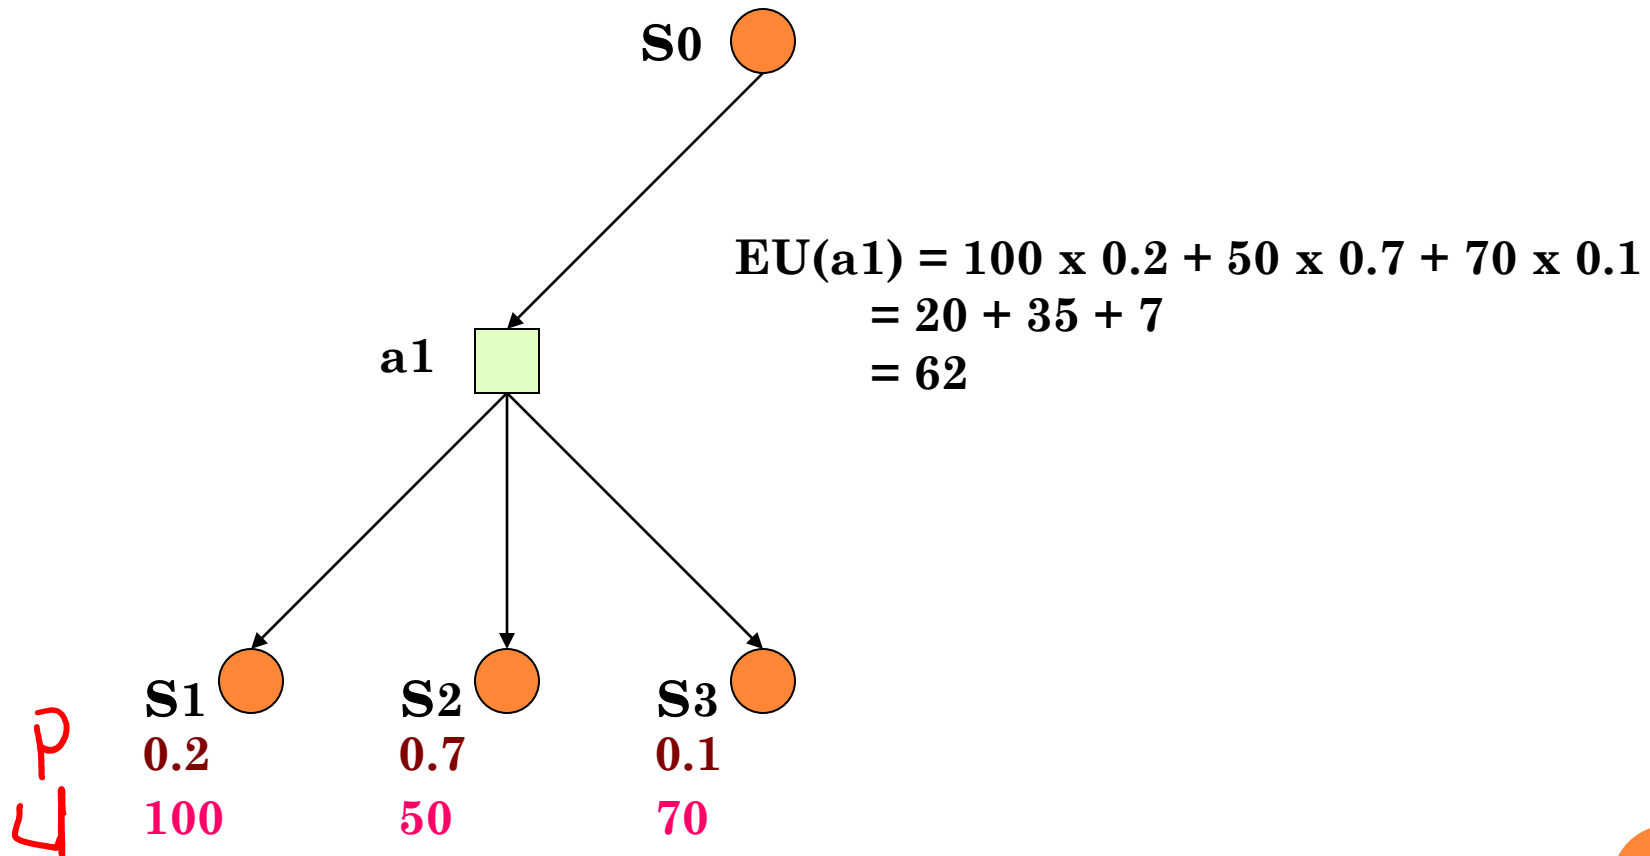 S0
EU(a1) = 100 x 0.2 + 50 x 0.7 + 70 x 0.1
= 20 + 35 + 7
a1
= 62
S1 S2 S3
p 0.2 0.7 0.1
u 100 50 70